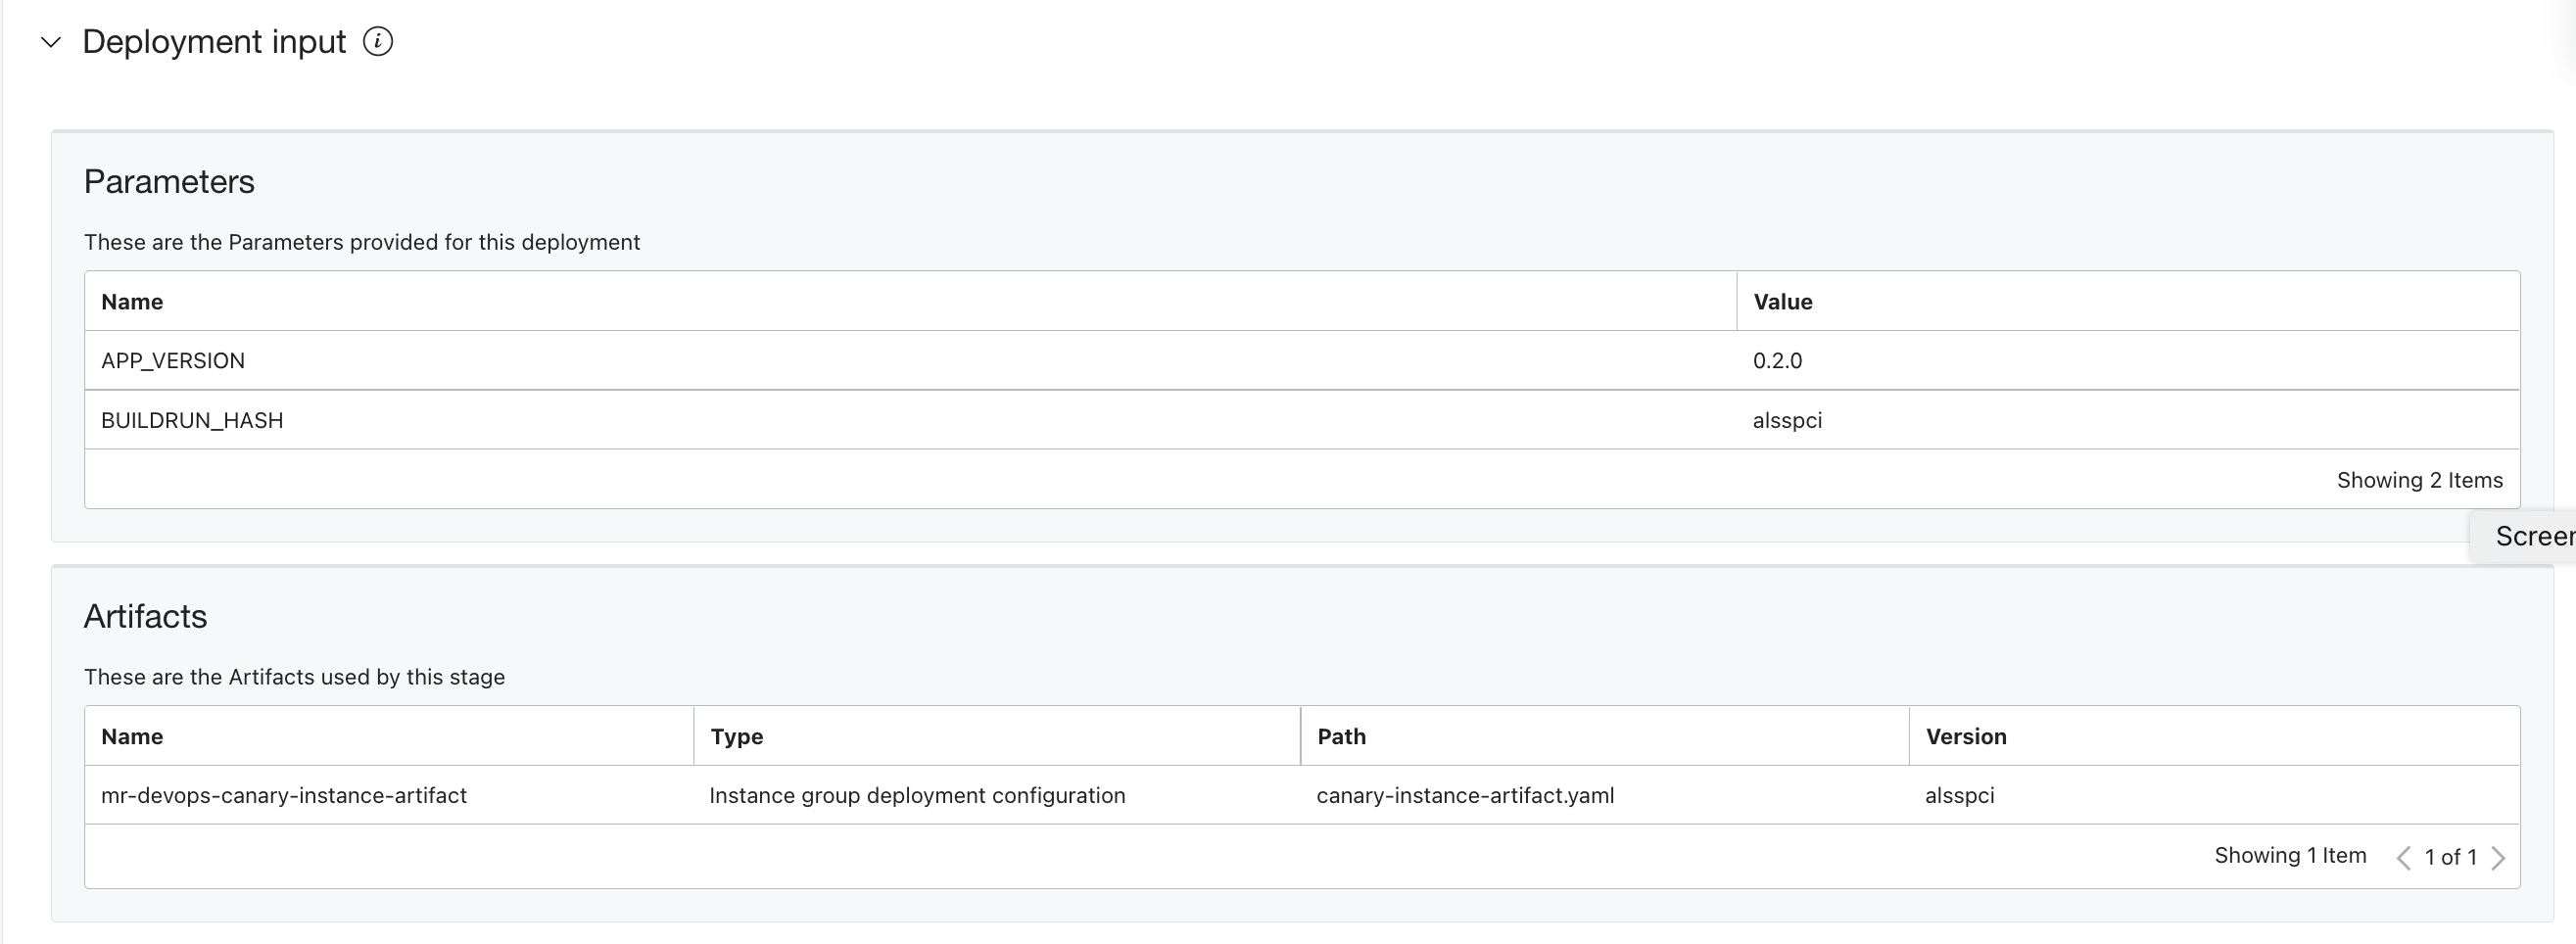 Deployment input
Parameters
These are the Parameters provided for this deployment
Name Value
APP_VERSION 0.2.0
BUILDRUN_HASH alsspci
Showing 2 Items
Screen
Artifacts
These are the Artifacts used by this stage
Name Type Path Version
mr-devops-canary-instance-artifact Instance group deployment configuration canary-instance-artifact.yaml alsspci
Showing 1 Item 1 of 1